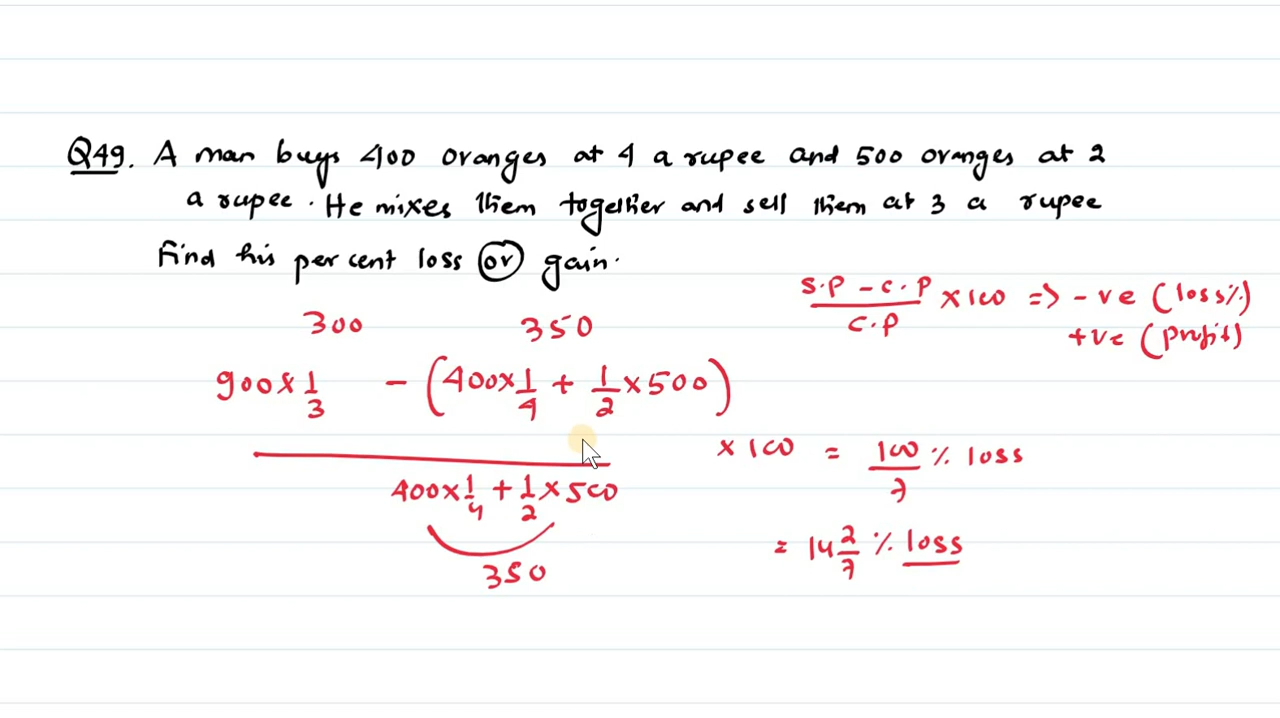 Q49. A man buys 400 oranges at 4 a rupee and 500 oranges at 2
a rupee. He mixes them together and sell them at 3 a rupee
Find his per cent loss or gain.
S.P - C.P / C.P × 100 => -ve (loss%)
+ve (Profit)
300 350
900 × 1/3 - (400 × 1/4 + 1/2 × 500)
400 × 1/4 + 1/2 × 500
× 100 = 100/7 % loss
350
= 14 2/7 % loss